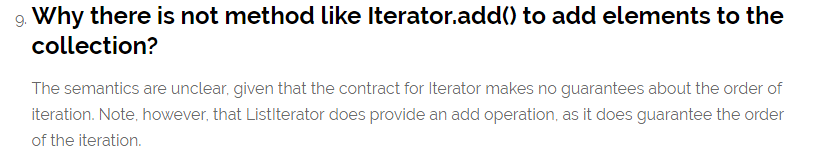 9. Why there is not method like Iterator.add() to add elements to the
collection?
The semantics are unclear, given that the contract for Iterator makes no guarantees about the order of
iteration. Note, however, that ListIterator does provide an add operation, as it does guarantee the order
of the iteration.